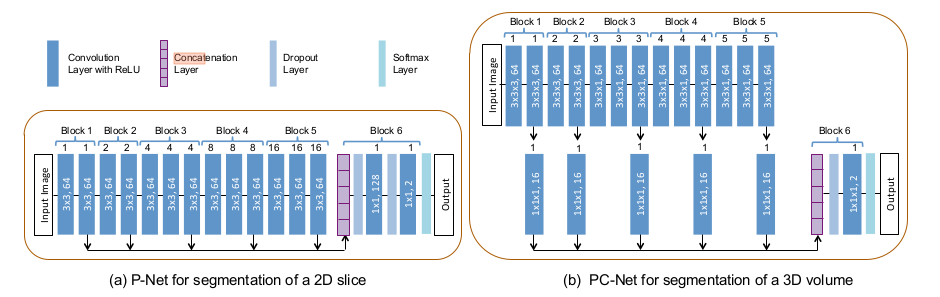 Convolution
Layer with ReLU
Concatenation
Layer
Dropout
Layer
Softmax
Layer
Block 1 Block 2 Block 3 Block 4 Block 5 Block 6
1 1 2 2 4 4 4 8 8 8 16 16 16 1 1
Input Image
3x3, 64
3x3, 64
3x3, 64
3x3, 64
3x3, 64
3x3, 64
3x3, 64
3x3, 64
3x3, 64
3x3, 64
3x3, 64
3x3, 64
3x3, 64
1x1, 128
1x1, 2
Output
(a) P-Net for segmentation of a 2D slice
Block 1 Block 2 Block 3 Block 4 Block 5
1 1 2 2 3 3 3 4 4 4 5 5 5
Input Image
3x3x3, 64
3x3x3, 64
3x3x3, 64
3x3x3, 64
3x3x1, 64
3x3x1, 64
3x3x1, 64
3x3x1, 64
3x3x1, 64
3x3x1, 64
3x3x1, 64
3x3x1, 64
3x3x1, 64
Block 6
1 1 1 1 1 1
1x1x1, 16
1x1x1, 16
1x1x1, 16
1x1x1, 16
1x1x1, 16
1x1x1, 2
Output
(b) PC-Net for segmentation of a 3D volume